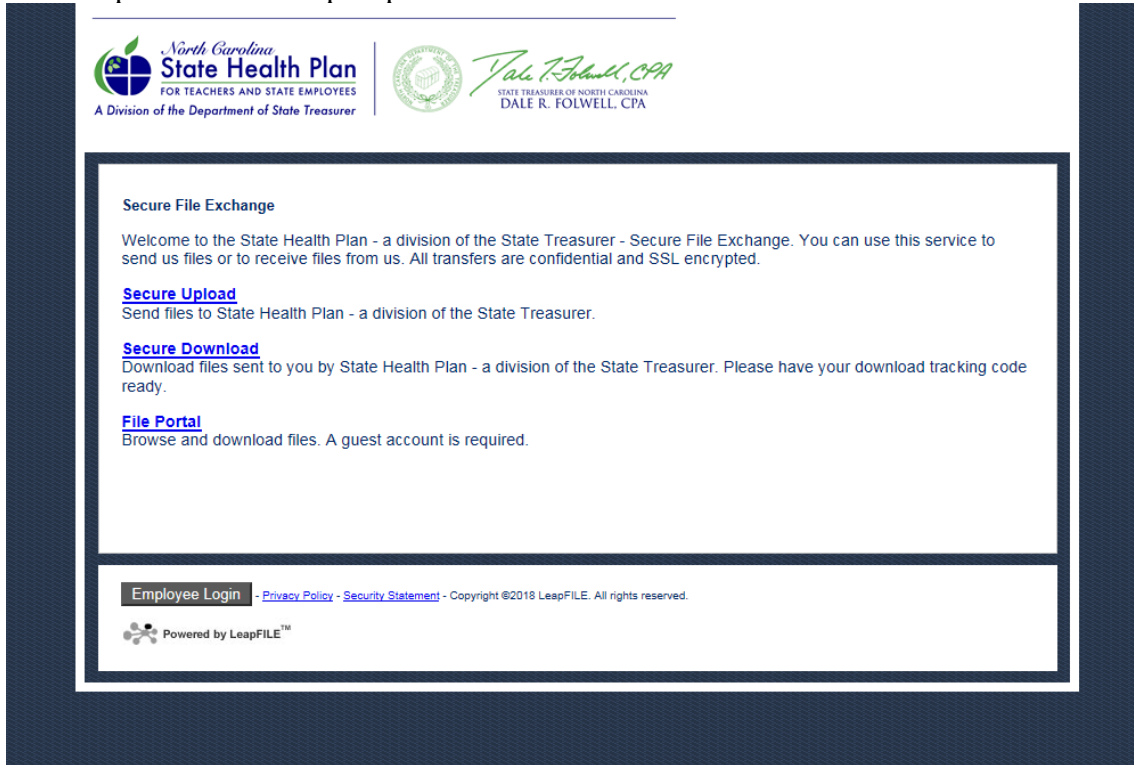 North Carolina
State Health Plan
FOR TEACHERS AND STATE EMPLOYEES
A Division of the Department of State Treasurer
STATE TREASURER OF NORTH CAROLINA
DALE R. FOLWELL, CPA
Secure File Exchange
Welcome to the State Health Plan - a division of the State Treasurer - Secure File Exchange. You can use this service to
send us files or to receive files from us. All transfers are confidential and SSL encrypted.
Secure Upload
Send files to State Health Plan - a division of the State Treasurer.
Secure Download
Download files sent to you by State Health Plan - a division of the State Treasurer. Please have your download tracking code
ready.
File Portal
Browse and download files. A guest account is required.
Employee Login - Privacy Policy - Security Statement - Copyright ©2018 LeapFILE. All rights reserved.
Powered by LeapFILE™